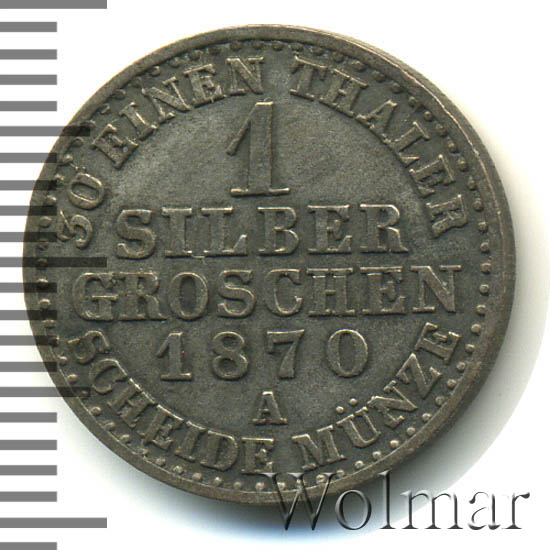 30 EINEN THALER
1
SILBER
GROSCHEN
1870
A
SCHEIDE MÜNZE
Wolmar